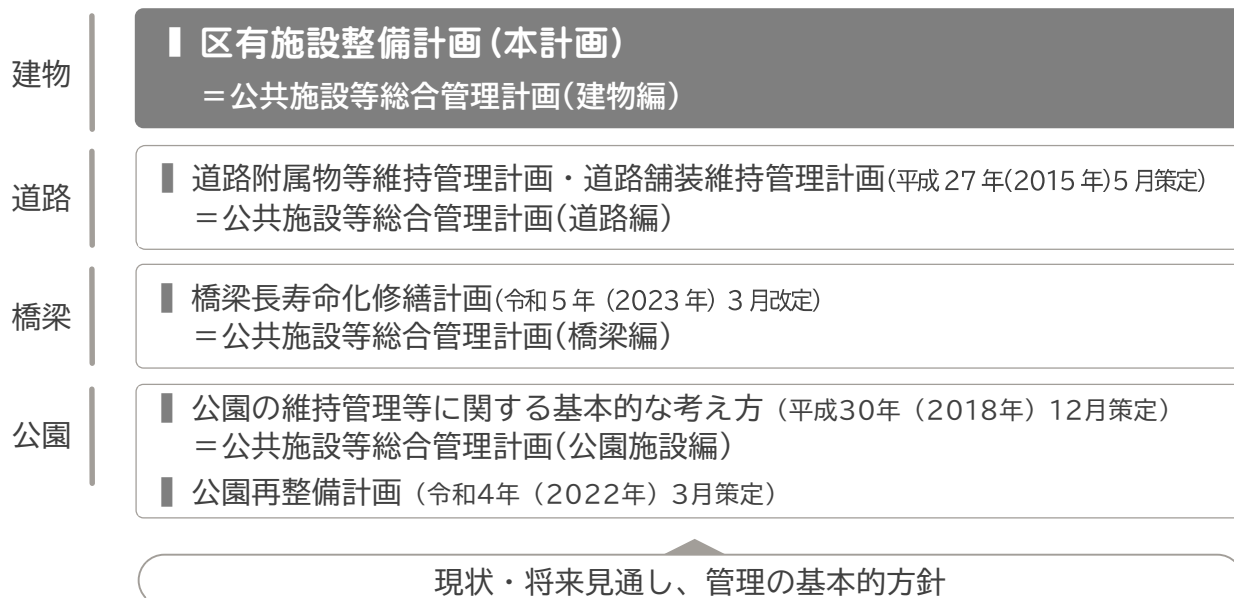 建物
区有施設整備計画(本計画)
＝公共施設等総合管理計画(建物編)
道路
道路附属物等維持管理計画・道路舗装維持管理計画(平成27年(2015年)5月策定)
＝公共施設等総合管理計画(道路編)
橋梁
橋梁長寿命化修繕計画(令和5年(2023年)3月改定)
＝公共施設等総合管理計画(橋梁編)
公園
公園の維持管理等に関する基本的な考え方(平成30年(2018年)12月策定)
＝公共施設等総合管理計画(公園施設編)
公園再整備計画(令和4年(2022年)3月策定)
現状・将来見通し、管理の基本的方針